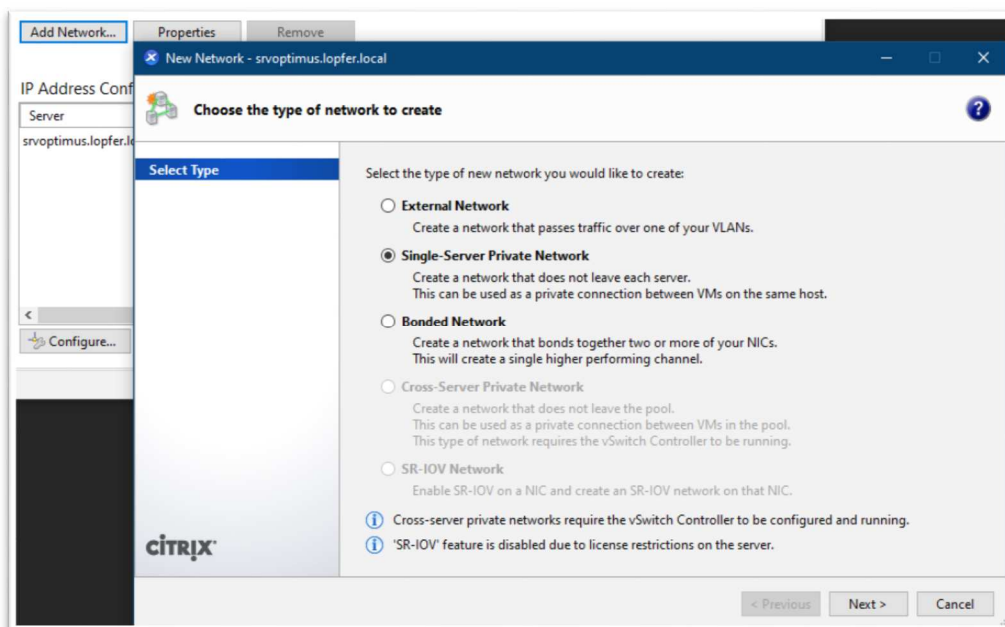 Add Network... Properties Remove
New Network - srvoptimus.lopfer.local
IP Address Conf
Choose the type of network to create
Server
srvoptimus.lopfer.lo
Select Type
Select the type of new network you would like to create:
External Network
Create a network that passes traffic over one of your VLANs.
Single-Server Private Network
Create a network that does not leave each server.
This can be used as a private connection between VMs on the same host.
Bonded Network
Create a network that bonds together two or more of your NICs.
This will create a single higher performing channel.
Configure...
Cross-Server Private Network
Create a network that does not leave the pool.
This can be used as a private connection between VMs in the pool.
This type of network requires the vSwitch Controller to be running.
SR-IOV Network
Enable SR-IOV on a NIC and create an SR-IOV network on that NIC.
Cross-server private networks require the vSwitch Controller to be configured and running.
'SR-IOV' feature is disabled due to license restrictions on the server.
CITRIX
< Previous Next > Cancel